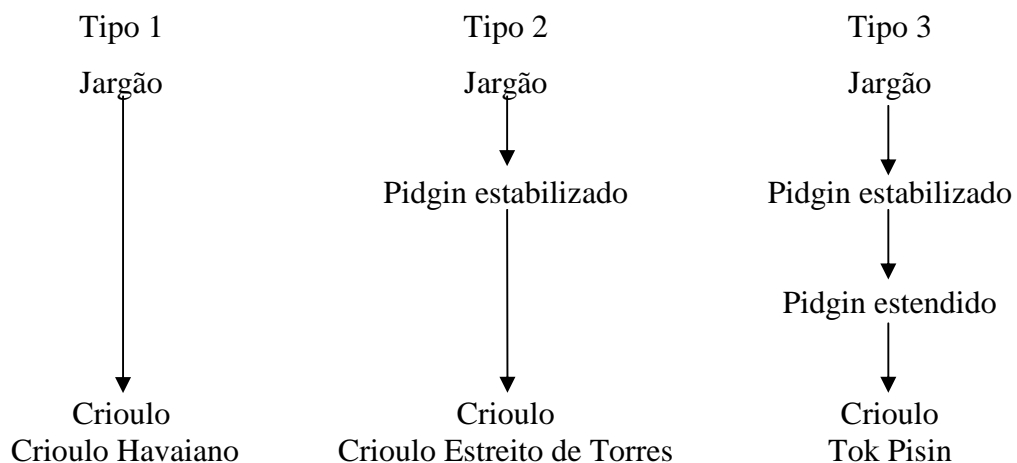 Tipo 1 Tipo 2 Tipo 3
Jargão Jargão Jargão
Pidgin estabilizado Pidgin estabilizado
Pidgin estendido
Crioulo Crioulo Crioulo
Crioulo Havaiano Crioulo Estreito de Torres Tok Pisin